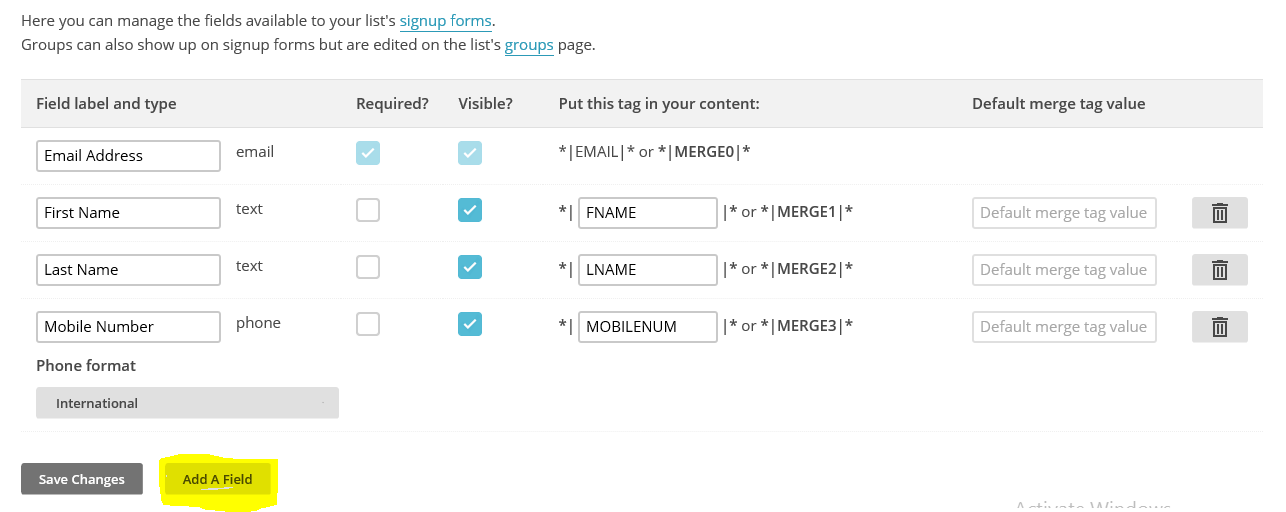 Here you can manage the fields available to your list's signup forms.
Groups can also show up on signup forms but are edited on the list's groups page.
Field label and type Required? Visible? Put this tag in your content: Default merge tag value
Email Address email *|EMAIL|* or *|MERGE0|*
First Name text *| FNAME |* or *|MERGE1|* Default merge tag value
Last Name text *| LNAME |* or *|MERGE2|* Default merge tag value
Mobile Number phone *| MOBILENUM |* or *|MERGE3|* Default merge tag value
Phone format
International
Save Changes Add A Field
Activate Windows